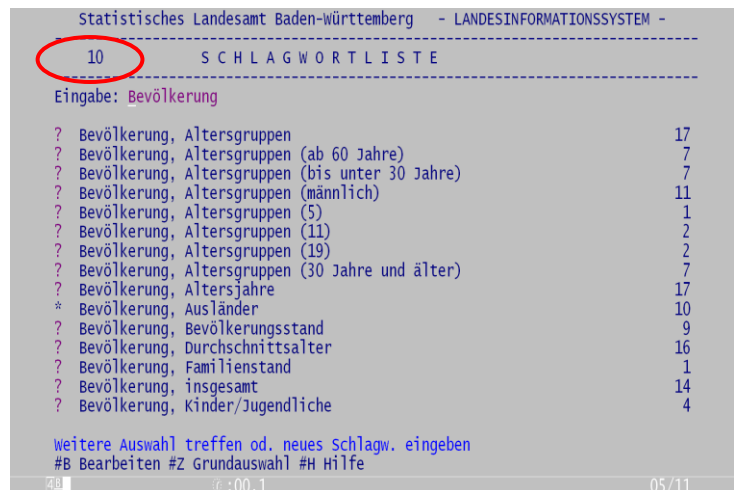 Statistisches Landesamt Baden-Württemberg - LANDESINFORMATIONSSYSTEM -
10 S C H L A G W O R T L I S T E
Eingabe: Bevölkerung
? Bevölkerung, Altersgruppen 17
? Bevölkerung, Altersgruppen (ab 60 Jahre) 7
? Bevölkerung, Altersgruppen (bis unter 30 Jahre) 7
? Bevölkerung, Altersgruppen (männlich) 11
? Bevölkerung, Altersgruppen (5) 1
? Bevölkerung, Altersgruppen (11) 2
? Bevölkerung, Altersgruppen (19) 2
? Bevölkerung, Altersgruppen (30 Jahre und älter) 7
? Bevölkerung, Altersjahre 17
* Bevölkerung, Ausländer 10
? Bevölkerung, Bevölkerungsstand 9
? Bevölkerung, Durchschnittsalter 16
? Bevölkerung, Familienstand 1
? Bevölkerung, insgesamt 14
? Bevölkerung, Kinder/Jugendliche 4
Weitere Auswahl treffen od. neues Schlagw. eingeben
#B Bearbeiten #Z Grundauswahl #H Hilfe
:00.1 05/11